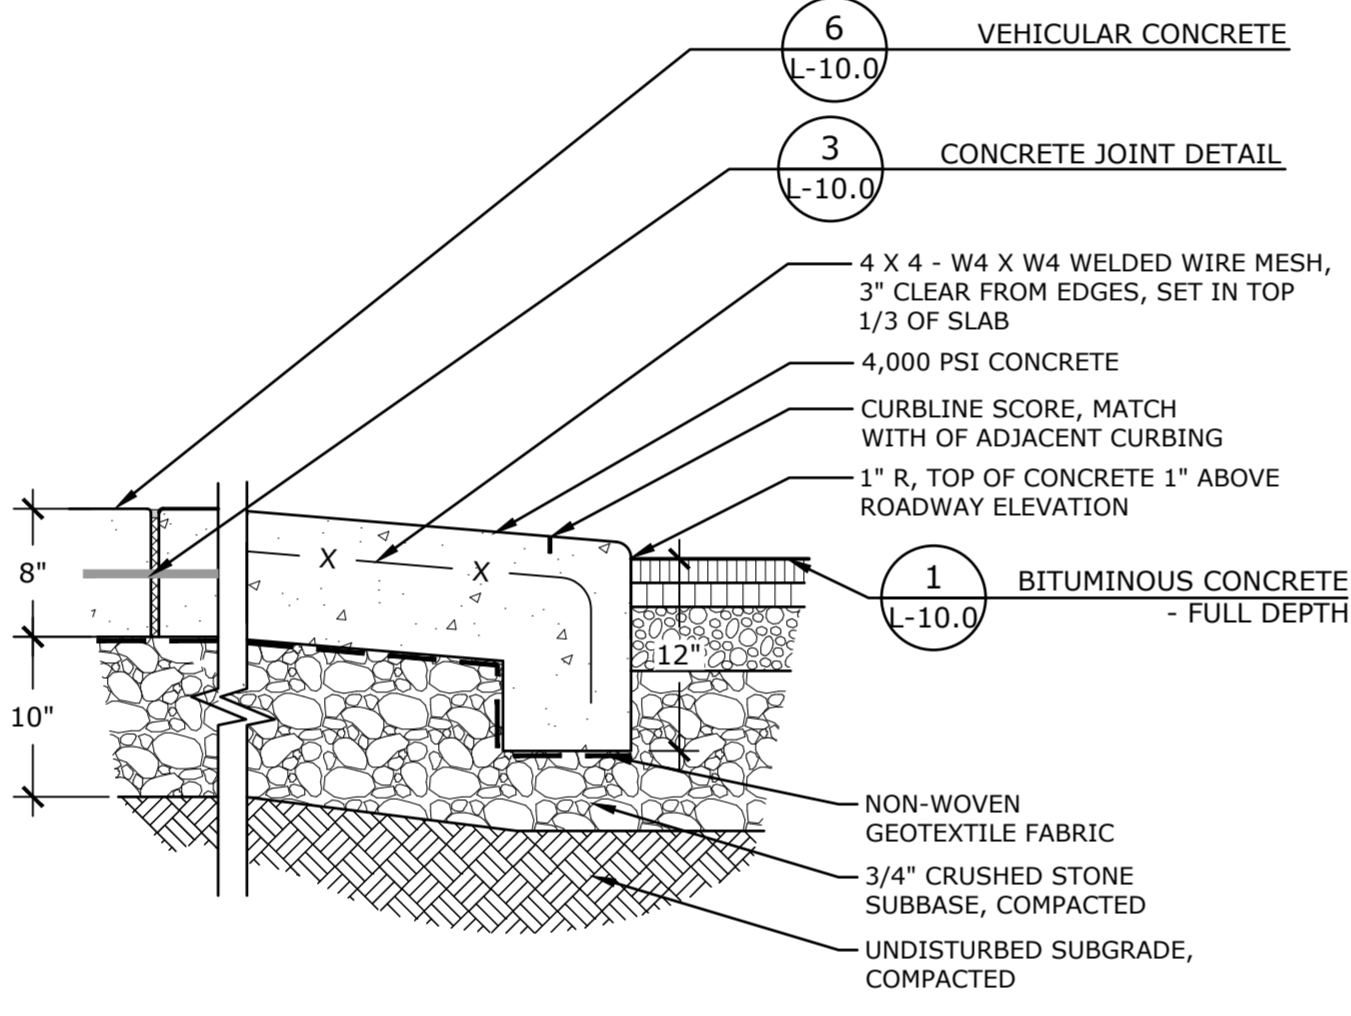 6
L-10.0
VEHICULAR CONCRETE
3
L-10.0
CONCRETE JOINT DETAIL
4 X 4 - W4 X W4 WELDED WIRE MESH,
3" CLEAR FROM EDGES, SET IN TOP
1/3 OF SLAB
4,000 PSI CONCRETE
CURBLINE SCORE, MATCH
WITH OF ADJACENT CURBING
1" R, TOP OF CONCRETE 1" ABOVE
ROADWAY ELEVATION
1
L-10.0
BITUMINOUS CONCRETE
- FULL DEPTH
8"
X
X
12"
10"
NON-WOVEN
GEOTEXTILE FABRIC
3/4" CRUSHED STONE
SUBBASE, COMPACTED
UNDISTURBED SUBGRADE,
COMPACTED